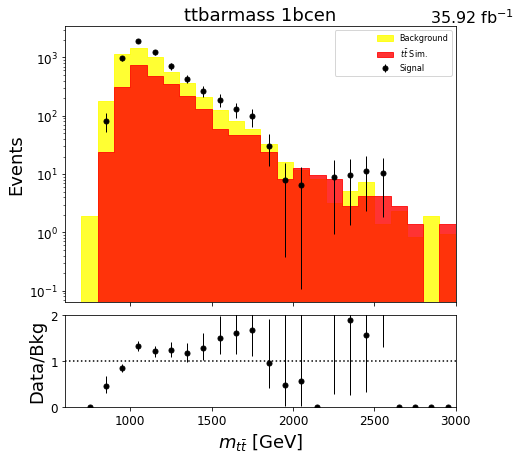 ttbarmass 1bcen
35.92 fb⁻¹
Background
tt̄ Sim.
Signal
Events
10³
10²
10¹
10⁰
10⁻¹
Data/Bkg
2
1
0
1000 1500 2000 2500 3000
m_tt̄ [GeV]